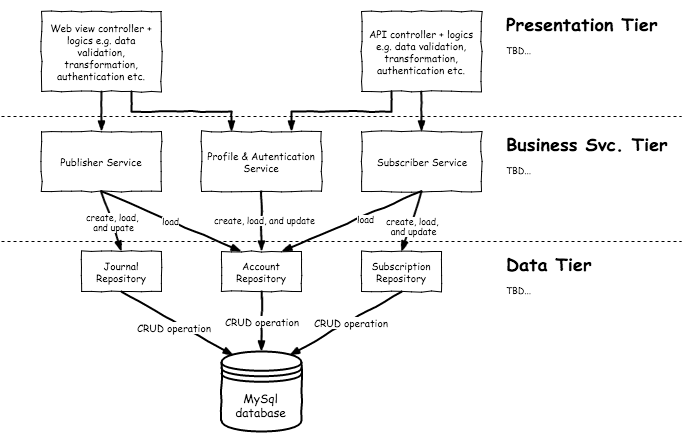 Web view controller +
logics e.g. data
validation,
transformation,
authentication etc.
API controller + logics
e.g. data validation,
transformation,
authentication etc.
Presentation Tier
TBD...
Publisher Service
Profile & Autentication
Service
Subscriber Service
Business Svc. Tier
TBD...
create, load,
and upate
load
create, load, and update
load
create, load,
and update
Journal
Repository
Account
Repository
Subscription
Repository
Data Tier
TBD...
CRUD operation
CRUD operation
CRUD operation
MySql
database